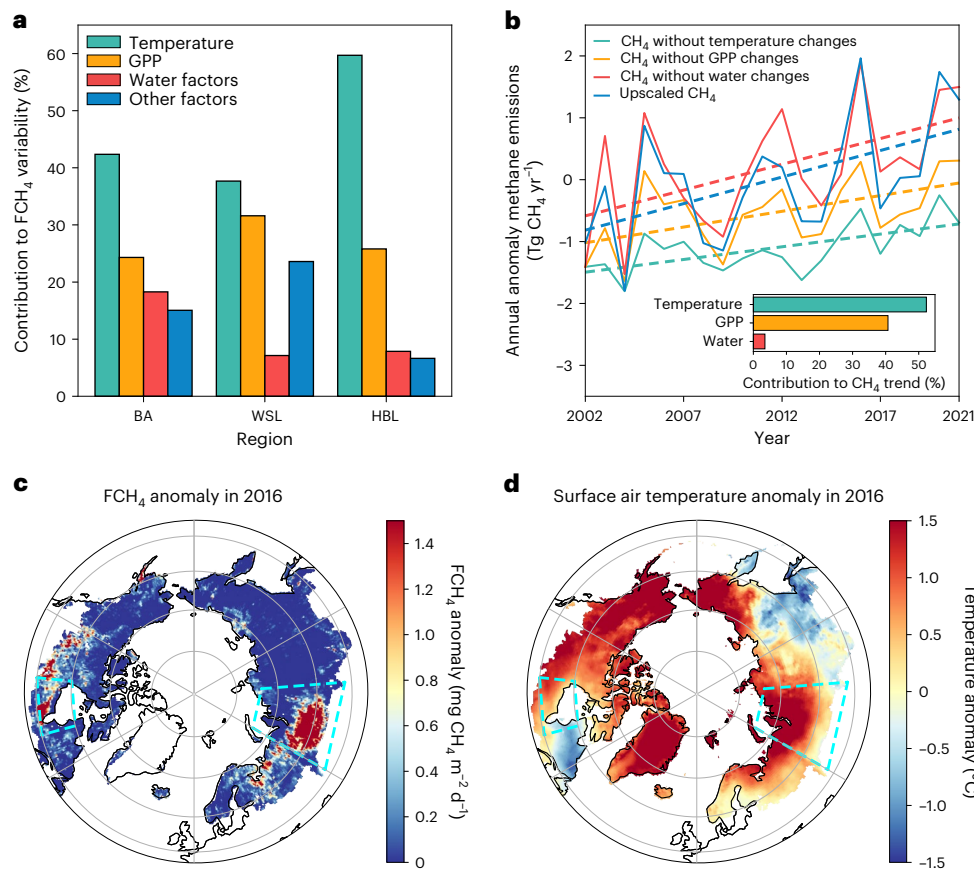 a
Contribution to FCH₄ variability (%)
60
50
40
30
20
10
0
Temperature
GPP
Water factors
Other factors
BA
WSL
HBL
Region
b
Annual anomaly methane emissions
(Tg CH₄ yr⁻¹)
2
1
0
−1
−2
−3
CH₄ without temperature changes
CH₄ without GPP changes
CH₄ without water changes
Upscaled CH₄
Temperature
GPP
Water
0 10 20 30 40 50
Contribution to CH₄ trend (%)
2002 2007 2012 2017 2021
Year
c
FCH₄ anomaly in 2016
1.4
1.2
1.0
0.8
0.6
0.4
0.2
0
FCH₄ anomaly (mg CH₄ m⁻² d⁻¹)
d
Surface air temperature anomaly in 2016
1.5
1.0
0.5
0
−0.5
−1.0
−1.5
Temperature anomaly (°C)